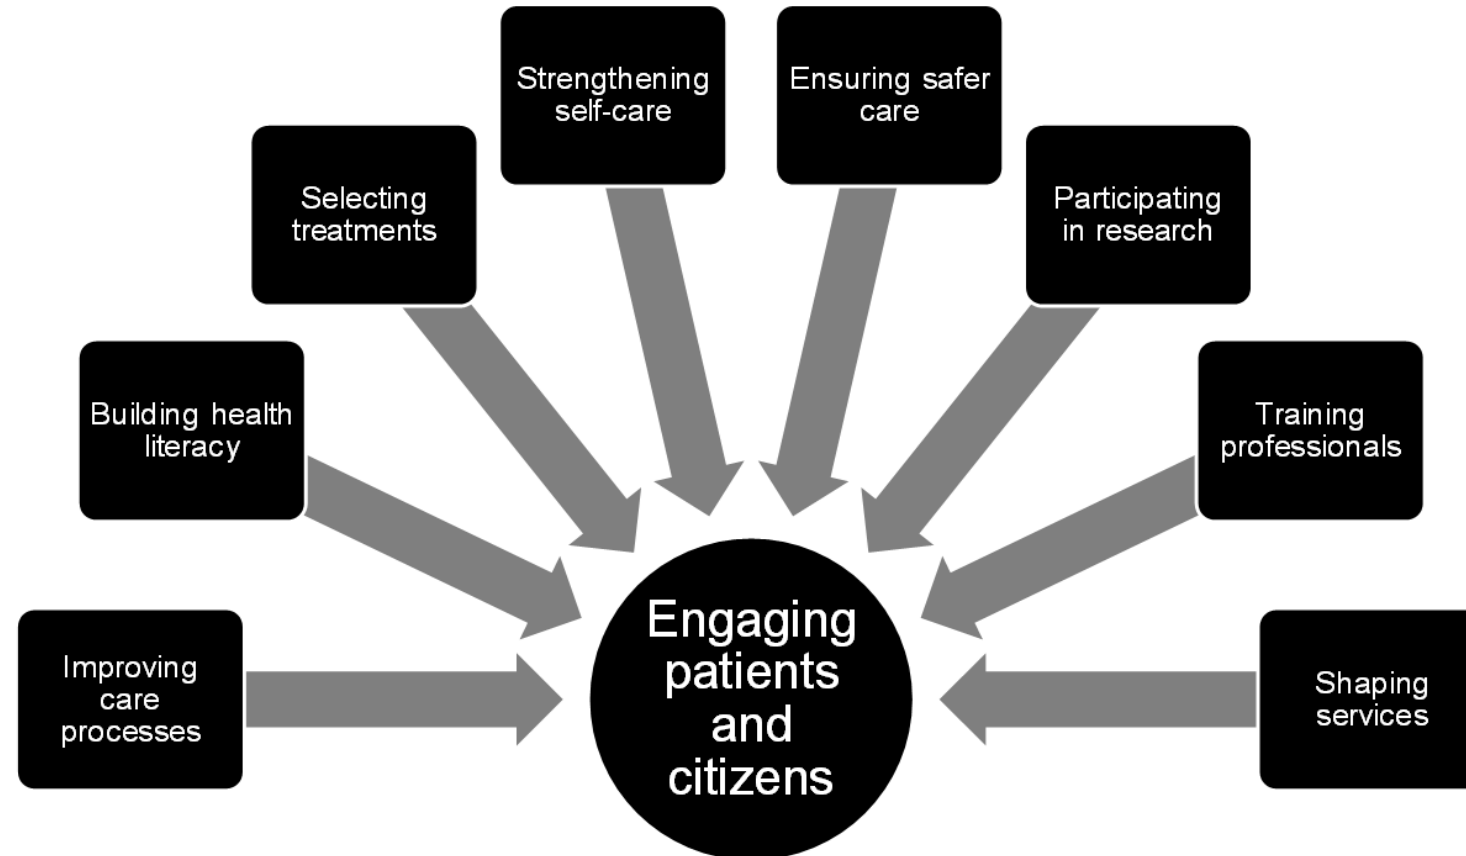 Strengthening
self-care
Ensuring safer
care
Selecting
treatments
Participating
in research
Building health
literacy
Training
professionals
Improving
care
processes
Engaging
patients
and
citizens
Shaping
services